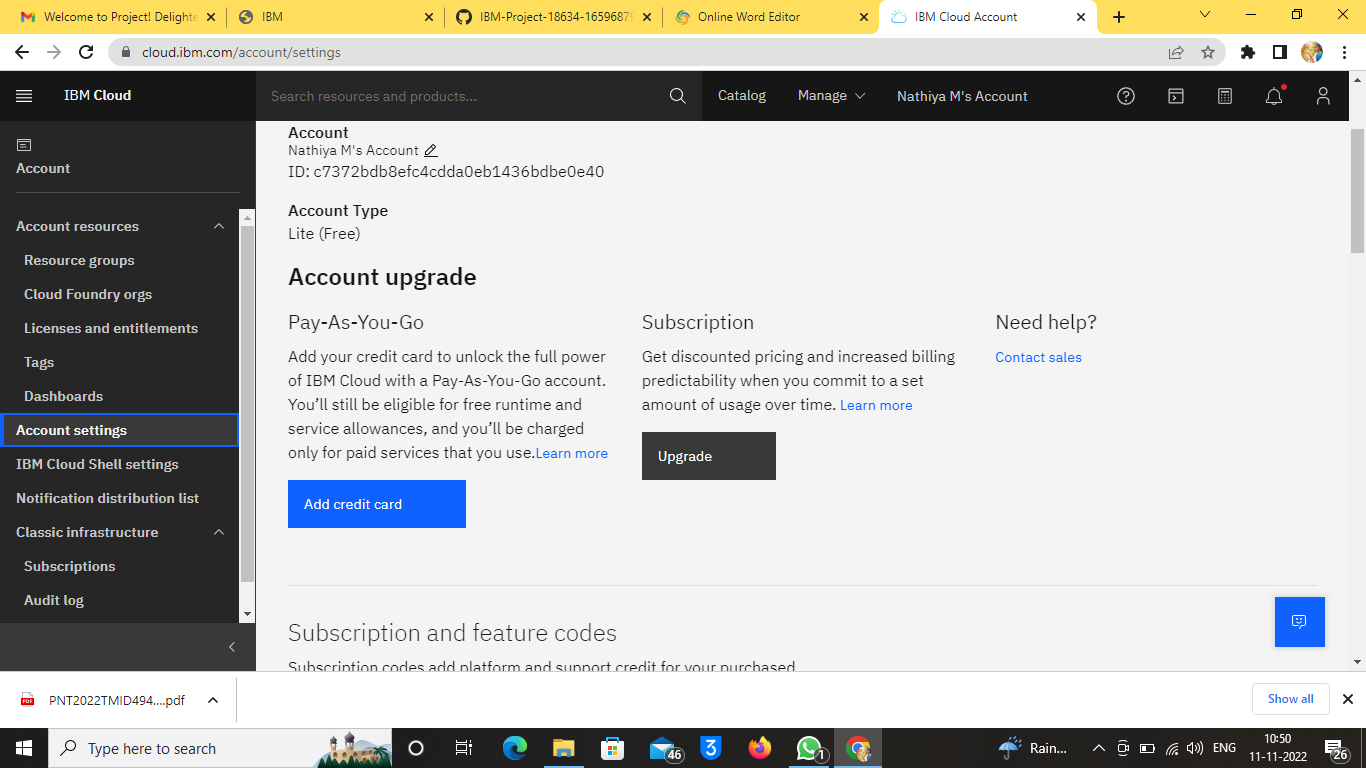 Welcome to Project! Delighte
IBM
IBM-Project-18634-16596879
Online Word Editor
IBM Cloud Account
cloud.ibm.com/account/settings
IBM Cloud
Search resources and products...
Catalog
Manage
Nathiya M's Account
Account
Account resources
Resource groups
Cloud Foundry orgs
Licenses and entitlements
Tags
Dashboards
Account settings
IBM Cloud Shell settings
Notification distribution list
Classic infrastructure
Subscriptions
Audit log
Account
Nathiya M's Account
ID: c7372bdb8efc4cdda0eb1436bdbe0e40
Account Type
Lite (Free)
Account upgrade
Pay-As-You-Go
Add your credit card to unlock the full power
of IBM Cloud with a Pay-As-You-Go account.
You’ll still be eligible for free runtime and
service allowances, and you’ll be charged
only for paid services that you use.Learn more
Add credit card
Subscription
Get discounted pricing and increased billing
predictability when you commit to a set
amount of usage over time. Learn more
Upgrade
Need help?
Contact sales
Subscription and feature codes
Subscription codes add platform and support credit for your purchased
PDF
PNT2022TMID494....pdf
Show all
Type here to search
46
3
1
Rain...
ENG
10:50
11-11-2022
26